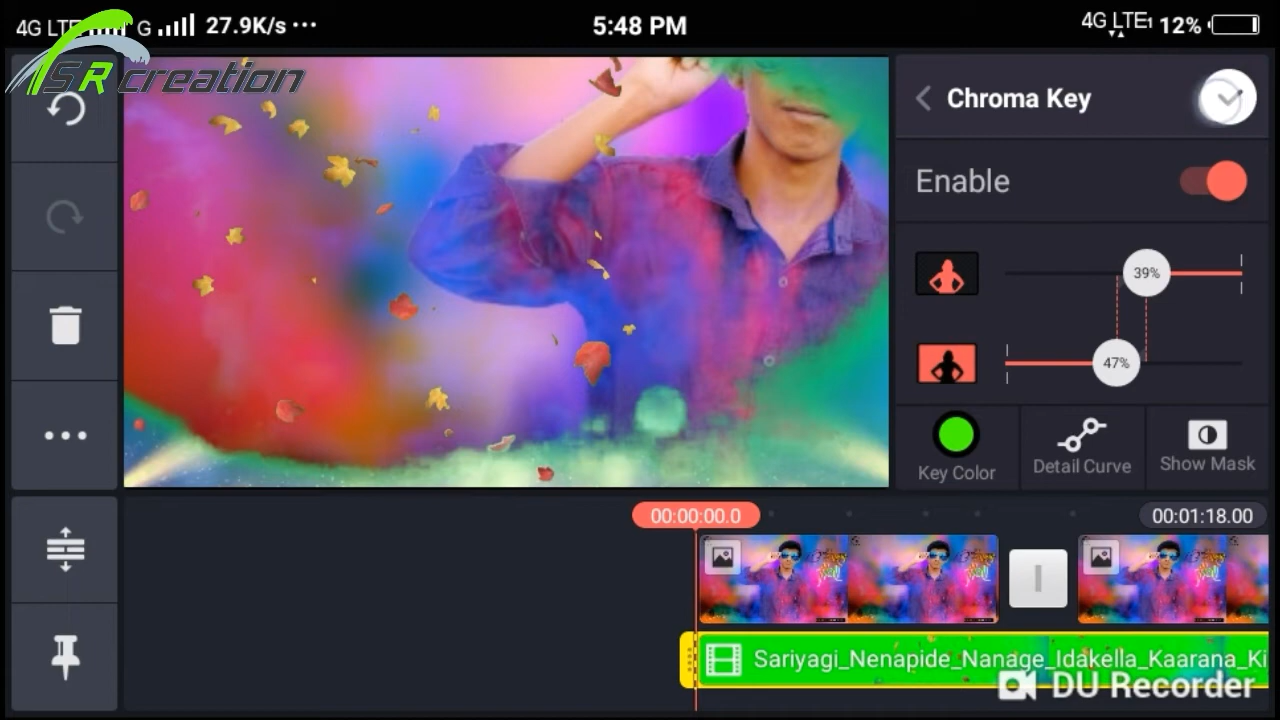 4G LTE G 27.9K/s ...
5:48 PM
4G LTE1 12%
SR creation
Chroma Key
Enable
39%
47%
Key Color
Detail Curve
Show Mask
00:00:00.0
00:01:18.00
Sariyagi_Nenapide_Nanage_Idakella_Kaarana_Ki
DU Recorder